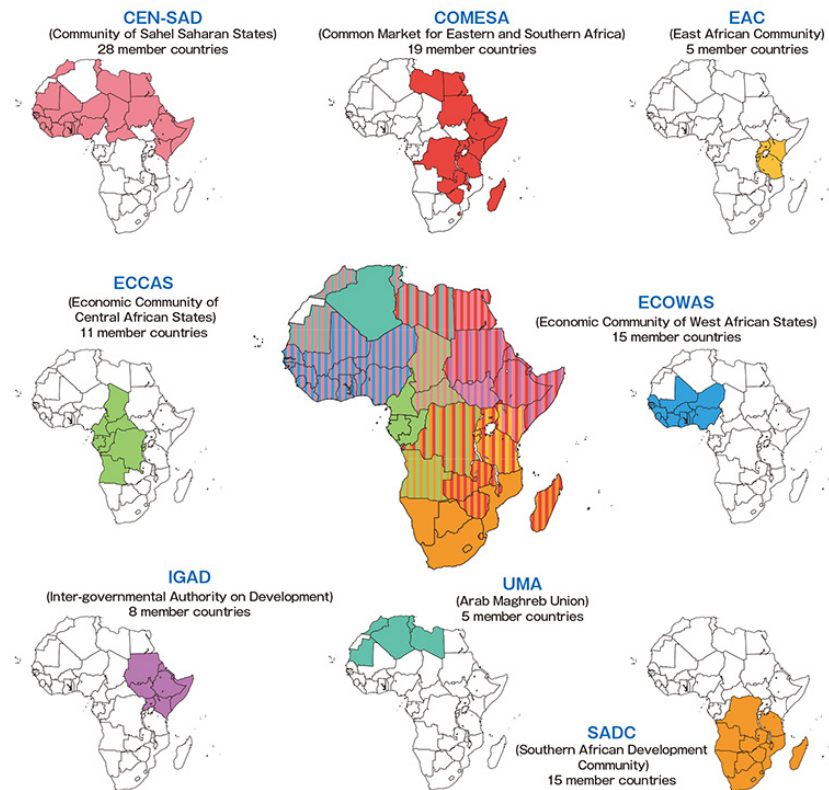 CEN-SAD
(Community of Sahel Saharan States)
28 member countries
COMESA
(Common Market for Eastern and Southern Africa)
19 member countries
EAC
(East African Community)
5 member countries
ECCAS
(Economic Community of
Central African States)
11 member countries
ECOWAS
(Economic Community of West African States)
15 member countries
IGAD
(Inter-governmental Authority on Development)
8 member countries
UMA
(Arab Maghreb Union)
5 member countries
SADC
(Southern African Development
Community)
15 member countries